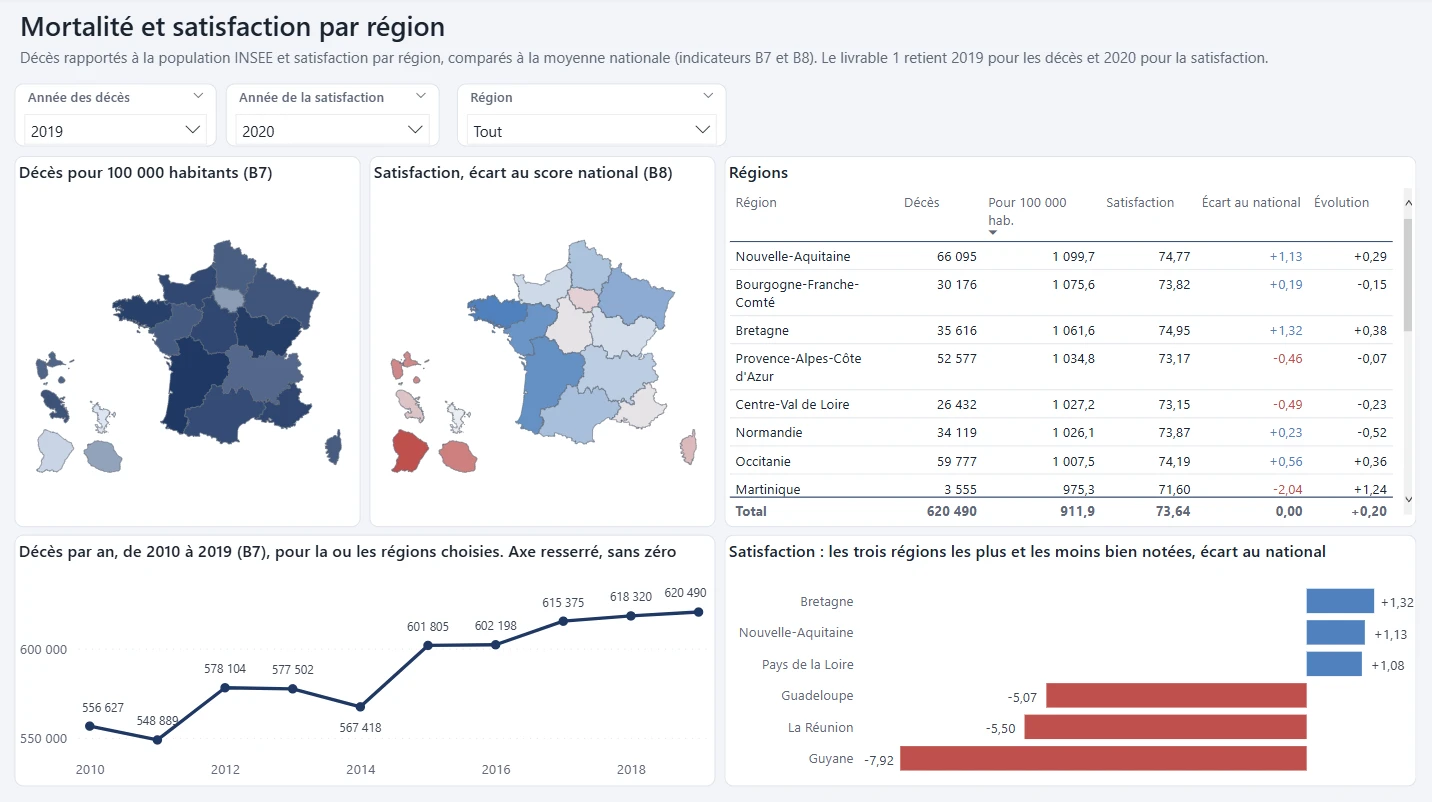 Mortalité et satisfaction par région
Décès rapportés à la population INSEE et satisfaction par région, comparés à la moyenne nationale (indicateurs B7 et B8). Le livrable 1 retient 2019 pour les décès et 2020 pour la satisfaction.
Année des décès
2019
Année de la satisfaction
2020
Région
Tout
Décès pour 100 000 habitants (B7)
Satisfaction, écart au score national (B8)
Régions
Région Décès Pour 100 000 Satisfaction Écart au national Évolution
hab.
Nouvelle-Aquitaine 66 095 1 099,7 74,77 +1,13 +0,29
Bourgogne-Franche- 30 176 1 075,6 73,82 +0,19 -0,15
Comté
Bretagne 35 616 1 061,6 74,95 +1,32 +0,38
Provence-Alpes-Côte 52 577 1 034,8 73,17 -0,46 -0,07
d'Azur
Centre-Val de Loire 26 432 1 027,2 73,15 -0,49 -0,23
Normandie 34 119 1 026,1 73,87 +0,23 -0,52
Occitanie 59 777 1 007,5 74,19 +0,56 +0,36
Martinique 3 555 975,3 71,60 -2,04 +1,24
Total 620 490 911,9 73,64 0,00 +0,20
Décès par an, de 2010 à 2019 (B7), pour la ou les régions choisies. Axe resserré, sans zéro
600 000
550 000
556 627
548 889
578 104
577 502
567 418
601 805
602 198
615 375
618 320
620 490
2010 2012 2014 2016 2018
Satisfaction : les trois régions les plus et les moins bien notées, écart au national
Bretagne +1,32
Nouvelle-Aquitaine +1,13
Pays de la Loire +1,08
Guadeloupe -5,07
La Réunion -5,50
Guyane -7,92